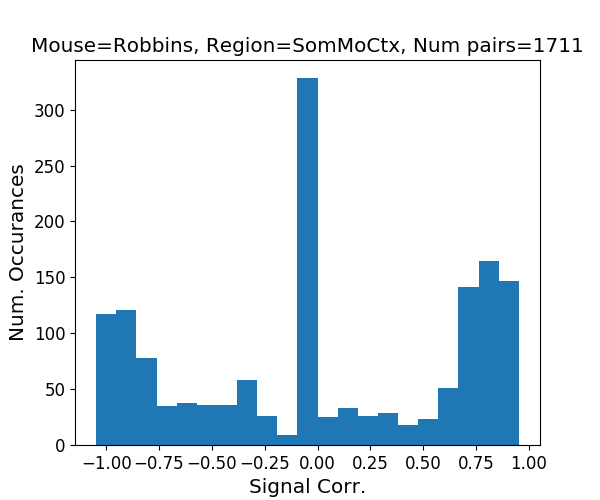 Mouse=Robbins, Region=SomMoCtx, Num pairs=1711
Num. Occurances
300
250
200
150
100
50
0
−1.00 −0.75 −0.50 −0.25 0.00 0.25 0.50 0.75 1.00
Signal Corr.